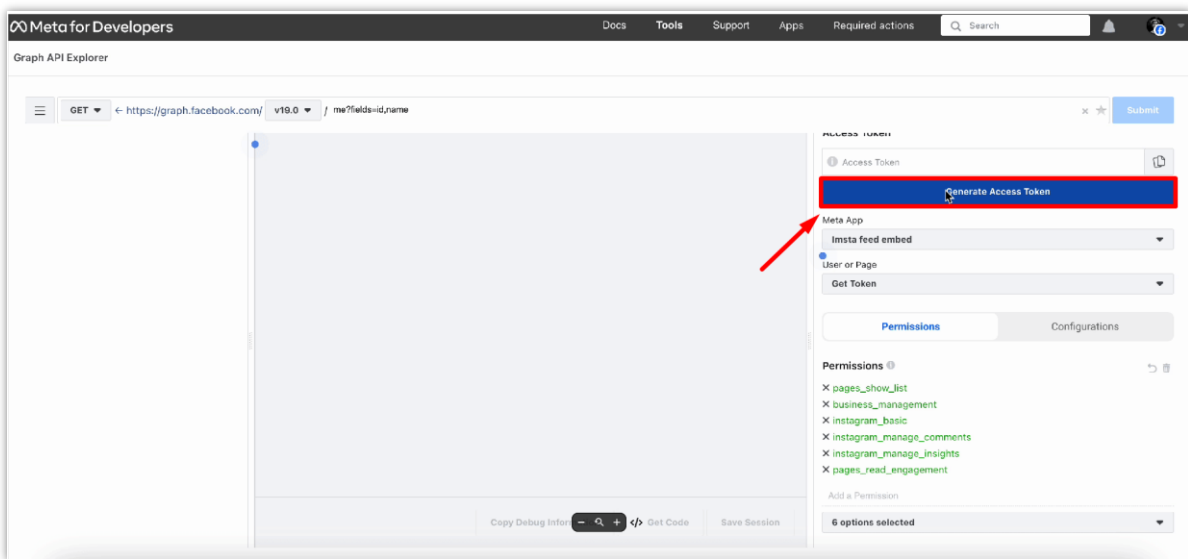 Meta for Developers
Docs Tools Support Apps Required actions Search
Graph API Explorer
GET https://graph.facebook.com/ v19.0 / me?fields=id,name Submit
Access Token
Access Token
Generate Access Token
Meta App
Imsta feed embed
User or Page
Get Token
Permissions Configurations
Permissions
pages_show_list
business_management
instagram_basic
instagram_manage_comments
instagram_manage_insights
pages_read_engagement
Add a Permission
Copy Debug Infor Get Code Save Session
6 options selected